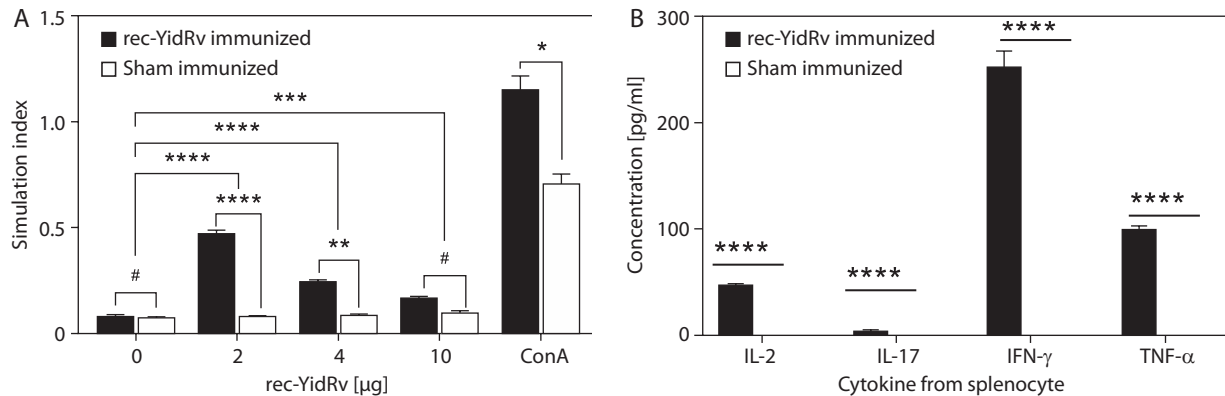 A
1.5
1.0
0.5
0
Simulation index
rec-YidRv immunized
Sham immunized
#
****
****
****
**
***
#
*
0
2
4
10
ConA
rec-YidRv [µg]
B
300
200
100
0
Concentration [pg/ml]
rec-YidRv immunized
Sham immunized
****
****
****
****
IL-2
IL-17
IFN-γ
TNF-α
Cytokine from splenocyte